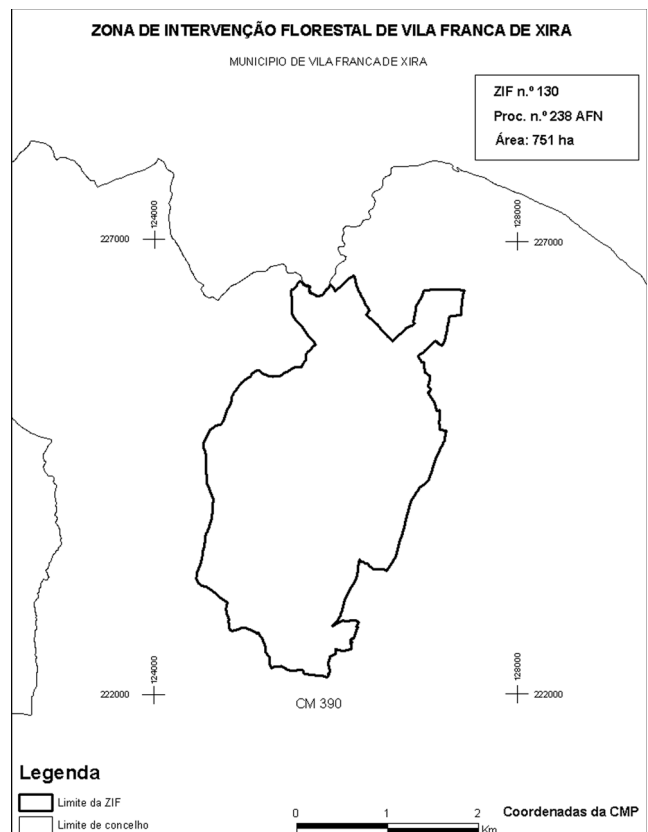 ZONA DE INTERVENÇÃO FLORESTAL DE VILA FRANCA DE XIRA
MUNICIPIO DE VILA FRANCA DE XIRA
ZIF n.º 130
Proc. n.º 238 AFN
Área: 751 ha
124000
128000
227000
227000
124000
128000
222000
222000
CM 390
Legenda
Limite da ZIF
Limite de concelho
0 1 2
Km
Coordenadas da CMP